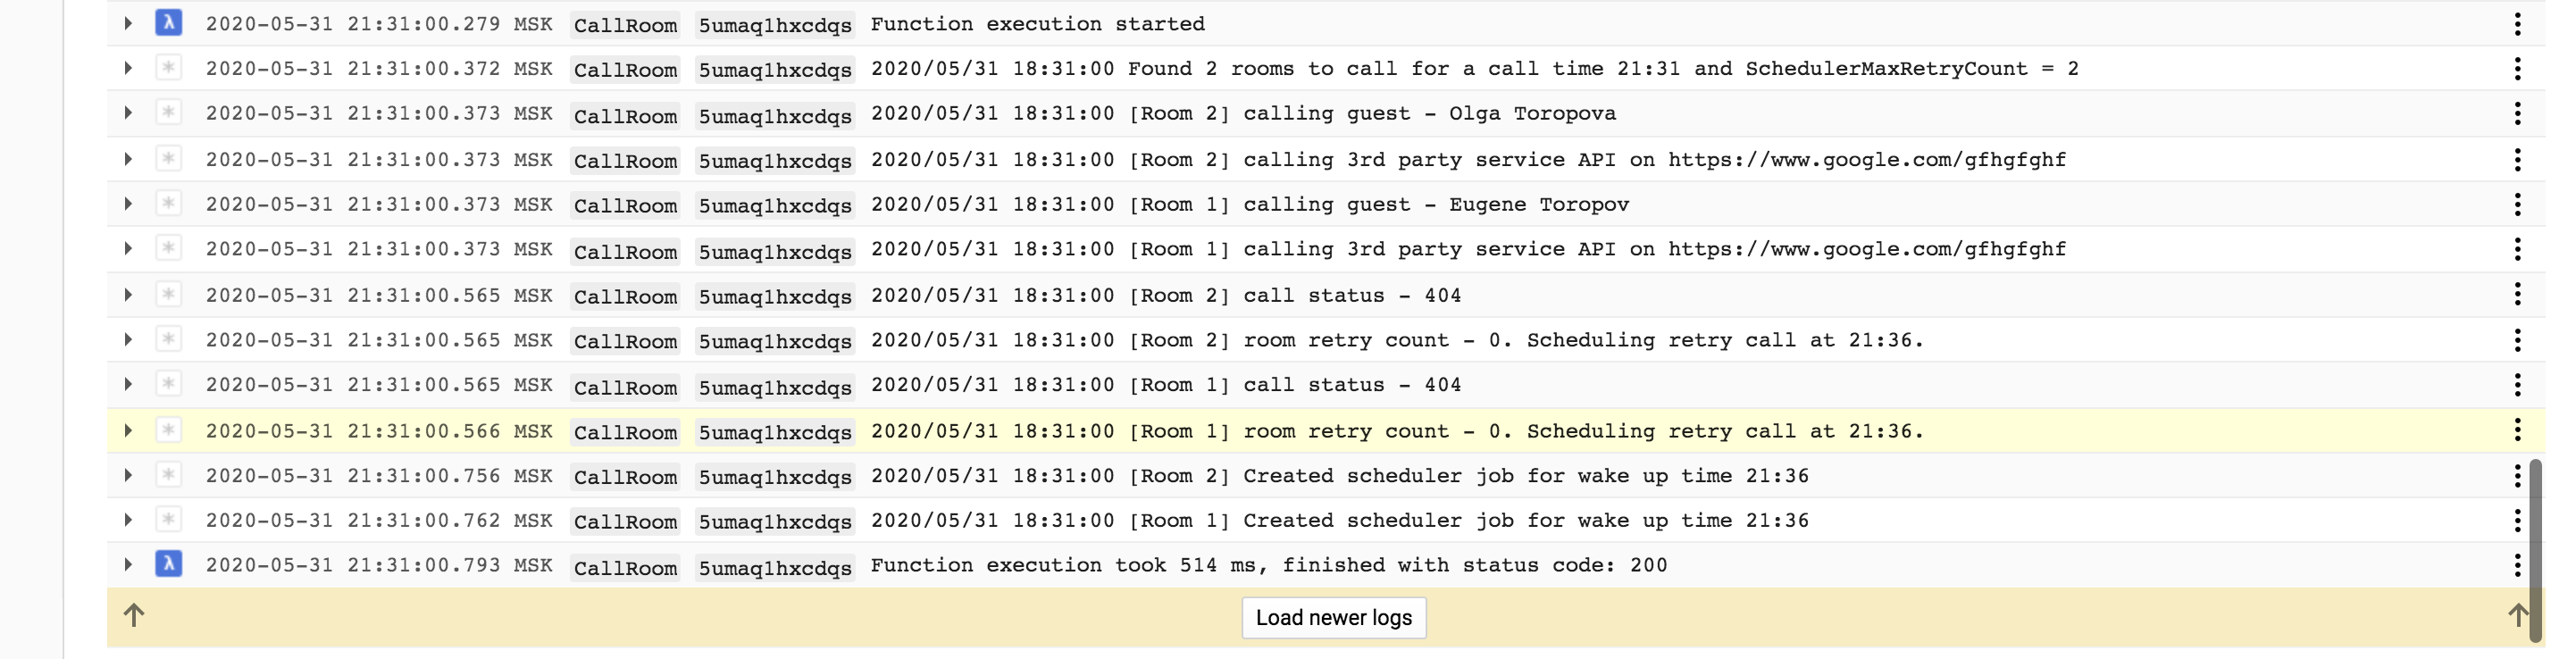 λ 2020-05-31 21:31:00.279 MSK CallRoom 5umaq1hxcdqs Function execution started
* 2020-05-31 21:31:00.372 MSK CallRoom 5umaq1hxcdqs 2020/05/31 18:31:00 Found 2 rooms to call for a call time 21:31 and SchedulerMaxRetryCount = 2
* 2020-05-31 21:31:00.373 MSK CallRoom 5umaq1hxcdqs 2020/05/31 18:31:00 [Room 2] calling guest - Olga Toropova
* 2020-05-31 21:31:00.373 MSK CallRoom 5umaq1hxcdqs 2020/05/31 18:31:00 [Room 2] calling 3rd party service API on https://www.google.com/gfhgfghf
* 2020-05-31 21:31:00.373 MSK CallRoom 5umaq1hxcdqs 2020/05/31 18:31:00 [Room 1] calling guest - Eugene Toropov
* 2020-05-31 21:31:00.373 MSK CallRoom 5umaq1hxcdqs 2020/05/31 18:31:00 [Room 1] calling 3rd party service API on https://www.google.com/gfhgfghf
* 2020-05-31 21:31:00.565 MSK CallRoom 5umaq1hxcdqs 2020/05/31 18:31:00 [Room 2] call status - 404
* 2020-05-31 21:31:00.565 MSK CallRoom 5umaq1hxcdqs 2020/05/31 18:31:00 [Room 2] room retry count - 0. Scheduling retry call at 21:36.
* 2020-05-31 21:31:00.565 MSK CallRoom 5umaq1hxcdqs 2020/05/31 18:31:00 [Room 1] call status - 404
* 2020-05-31 21:31:00.566 MSK CallRoom 5umaq1hxcdqs 2020/05/31 18:31:00 [Room 1] room retry count - 0. Scheduling retry call at 21:36.
* 2020-05-31 21:31:00.756 MSK CallRoom 5umaq1hxcdqs 2020/05/31 18:31:00 [Room 2] Created scheduler job for wake up time 21:36
* 2020-05-31 21:31:00.762 MSK CallRoom 5umaq1hxcdqs 2020/05/31 18:31:00 [Room 1] Created scheduler job for wake up time 21:36
λ 2020-05-31 21:31:00.793 MSK CallRoom 5umaq1hxcdqs Function execution took 514 ms, finished with status code: 200
Load newer logs